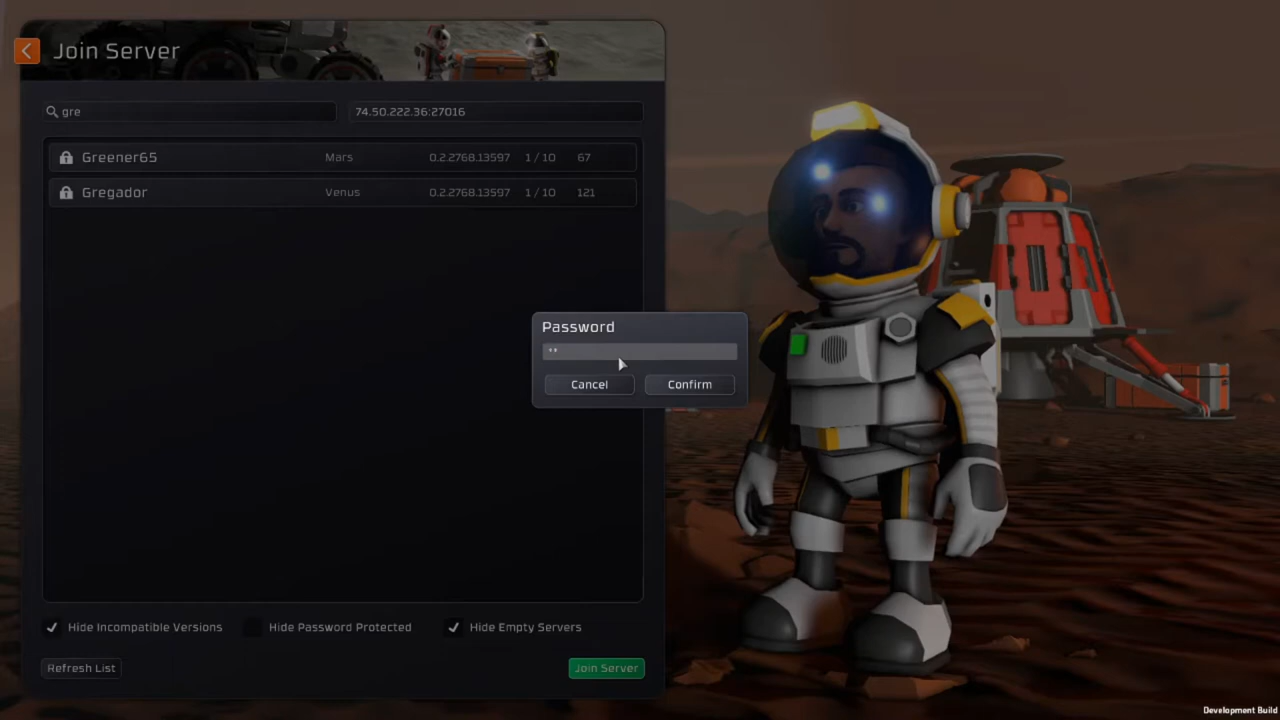 Join Server
gre
74.50.222.36:27016
Greener65 Mars 0.2.2768.13597 1 / 10 67
Gregador Venus 0.2.2768.13597 1 / 10 121
Password
**
Cancel Confirm
Hide Incompatible Versions Hide Password Protected Hide Empty Servers
Refresh List Join Server
Development Build